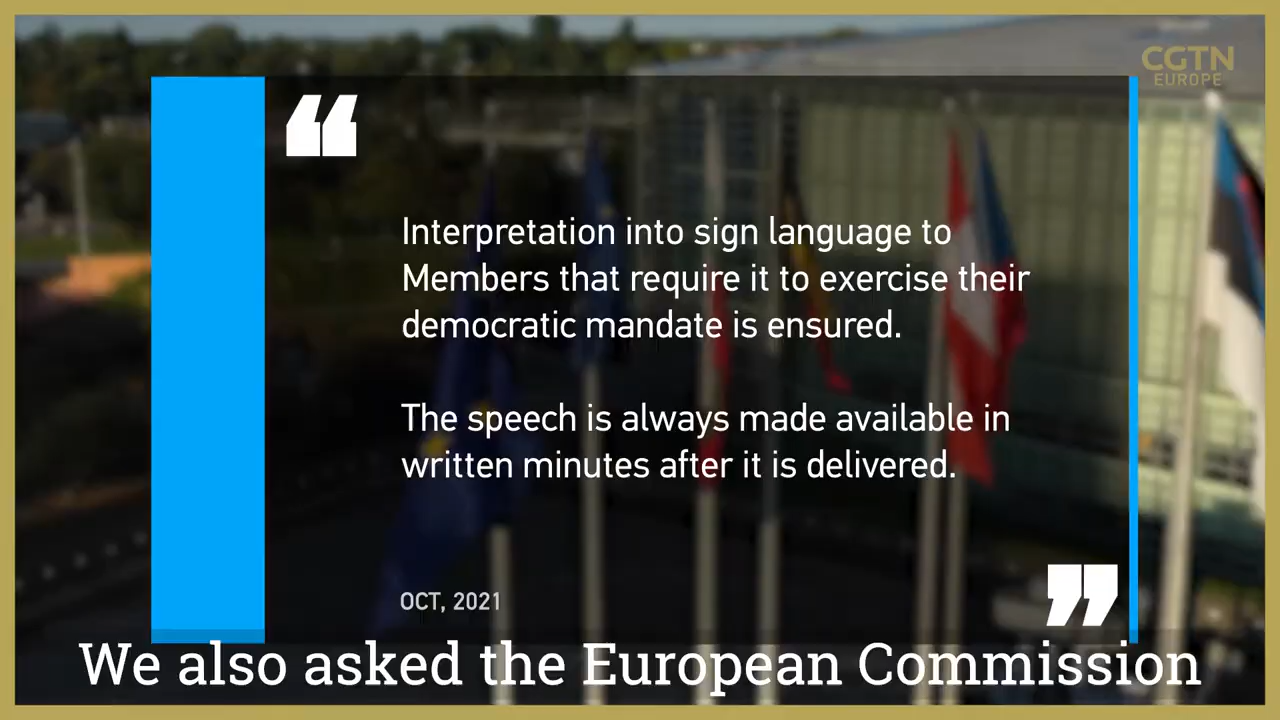 CGTN
EUROPE
“
Interpretation into sign language to
Members that require it to exercise their
democratic mandate is ensured.
The speech is always made available in
written minutes after it is delivered.
OCT, 2021
”
We also asked the European Commission